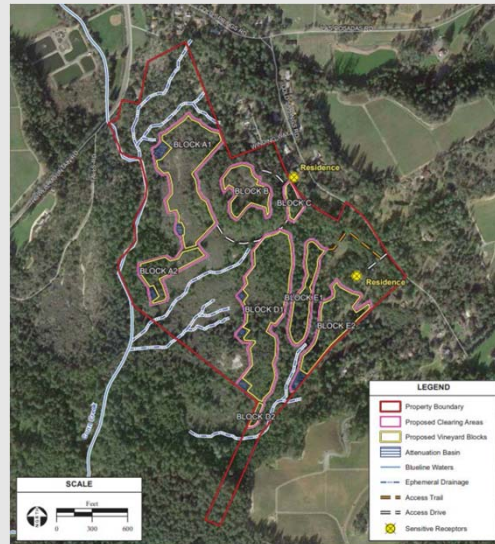 BLOCK A1
Residence
BLOCK B
BLOCK C
BLOCK A2
Residence
BLOCK D1
BLOCK E1
BLOCK E2
BLOCK D2
SCALE
Feet
0 300 600
LEGEND
Property Boundary
Proposed Clearing Areas
Proposed Vineyard Blocks
Attenuation Basin
Blueline Waters
Ephemeral Drainage
Access Trail
Access Drive
Sensitive Receptors